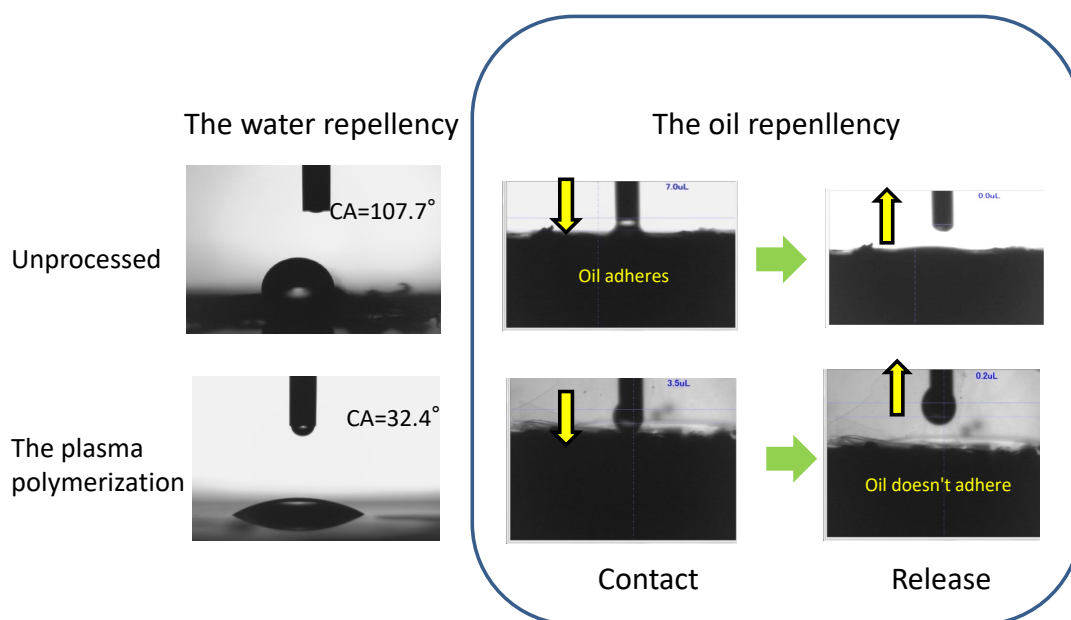 The water repellency
The oil repenllency
Unprocessed
CA=107.7°
7.0uL
Oil adheres
0.0uL
The plasma
polymerization
CA=32.4°
3.5uL
0.2uL
Oil doesn't adhere
Contact
Release